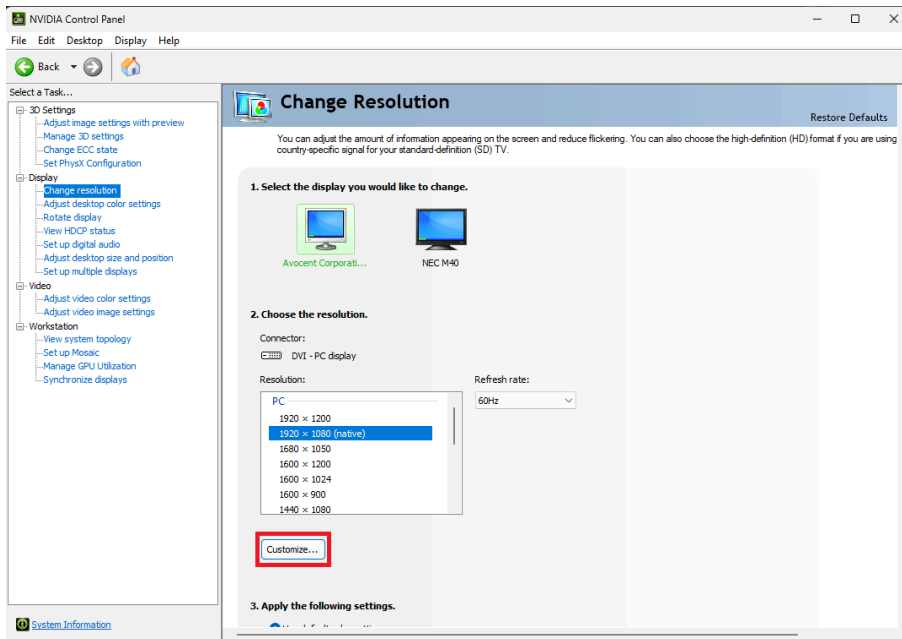 NVIDIA Control Panel
File Edit Desktop Display Help
Back
Select a Task...
3D Settings
Adjust image settings with preview
Manage 3D settings
Change ECC state
Set PhysX Configuration
Display
Change resolution
Adjust desktop color settings
Rotate display
View HDCP status
Set up digital audio
Adjust desktop size and position
Set up multiple displays
Video
Adjust video color settings
Adjust video image settings
Workstation
View system topology
Set up Mosaic
Manage GPU Utilization
Synchronize displays
System Information
Change Resolution
Restore Defaults
You can adjust the amount of information appearing on the screen and reduce flickering. You can also choose the high-definition (HD) format if you are using
country-specific signal for your standard-definition (SD) TV.
1. Select the display you would like to change.
Avocent Corporati... NEC M40
2. Choose the resolution.
Connector:
DVI - PC display
Resolution: Refresh rate:
PC
60Hz
1920 × 1200
1920 × 1080 (native)
1680 × 1050
1600 × 1200
1600 × 1024
1600 × 900
1440 × 1080
Customize...
3. Apply the following settings.